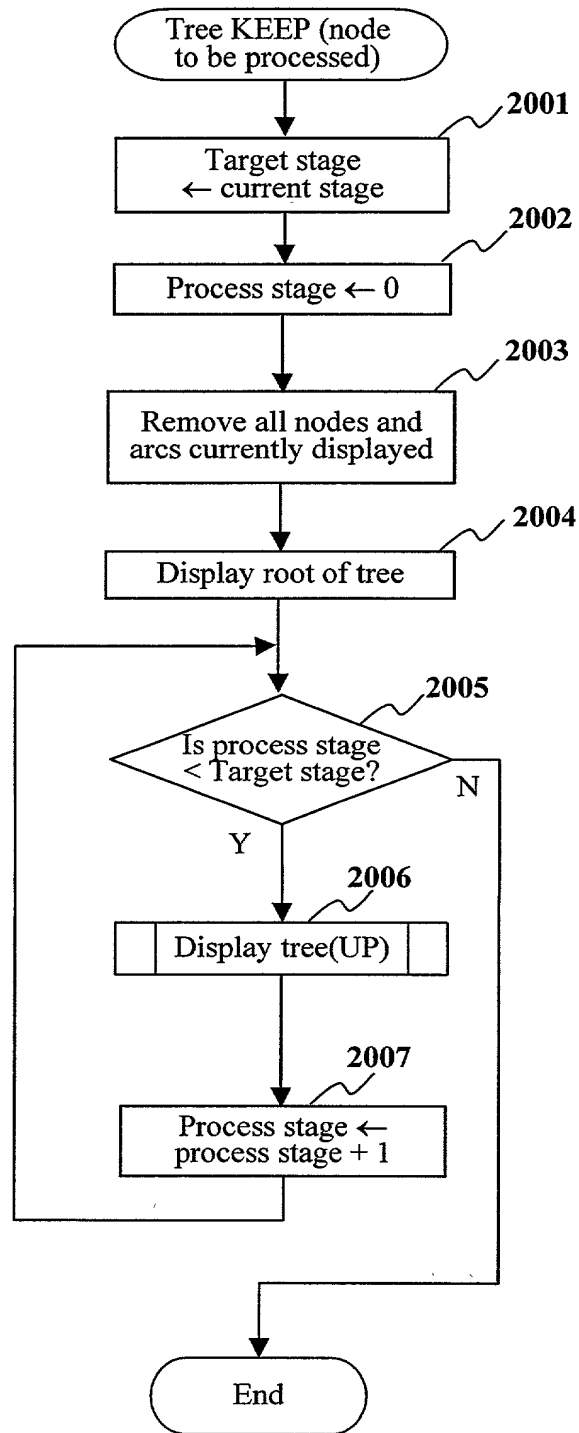 Tree KEEP (node
to be processed)
2001
Target stage
← current stage
2002
Process stage ← 0
2003
Remove all nodes and
arcs currently displayed
2004
Display root of tree
2005
Is process stage
< Target stage?
N
Y
2006
Display tree(UP)
2007
Process stage ←
process stage + 1
End